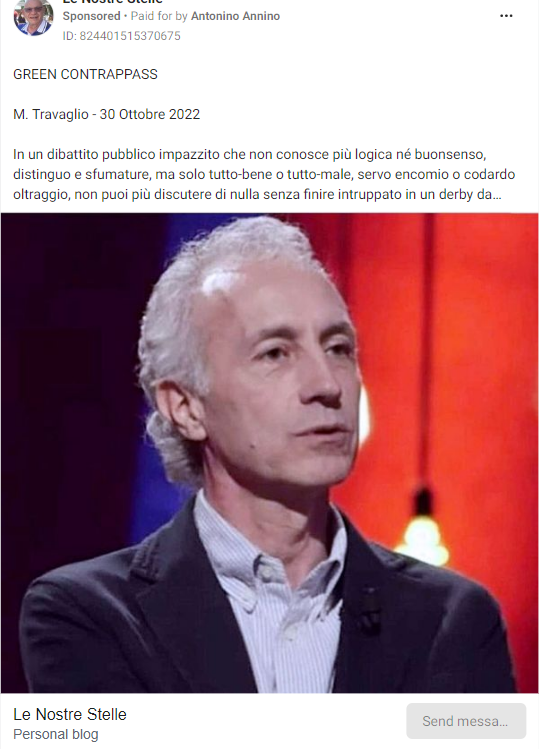 Le Nostre Stelle
Sponsored • Paid for by Antonino Annino
ID: 824401515370675
GREEN CONTRAPPASS
M. Travaglio - 30 Ottobre 2022
In un dibattito pubblico impazzito che non conosce più logica né buonsenso,
distinguo e sfumature, ma solo tutto-bene o tutto-male, servo encomio o codardo
oltraggio, non puoi più discutere di nulla senza finire intruppato in un derby da...
Le Nostre Stelle
Personal blog
Send messa...